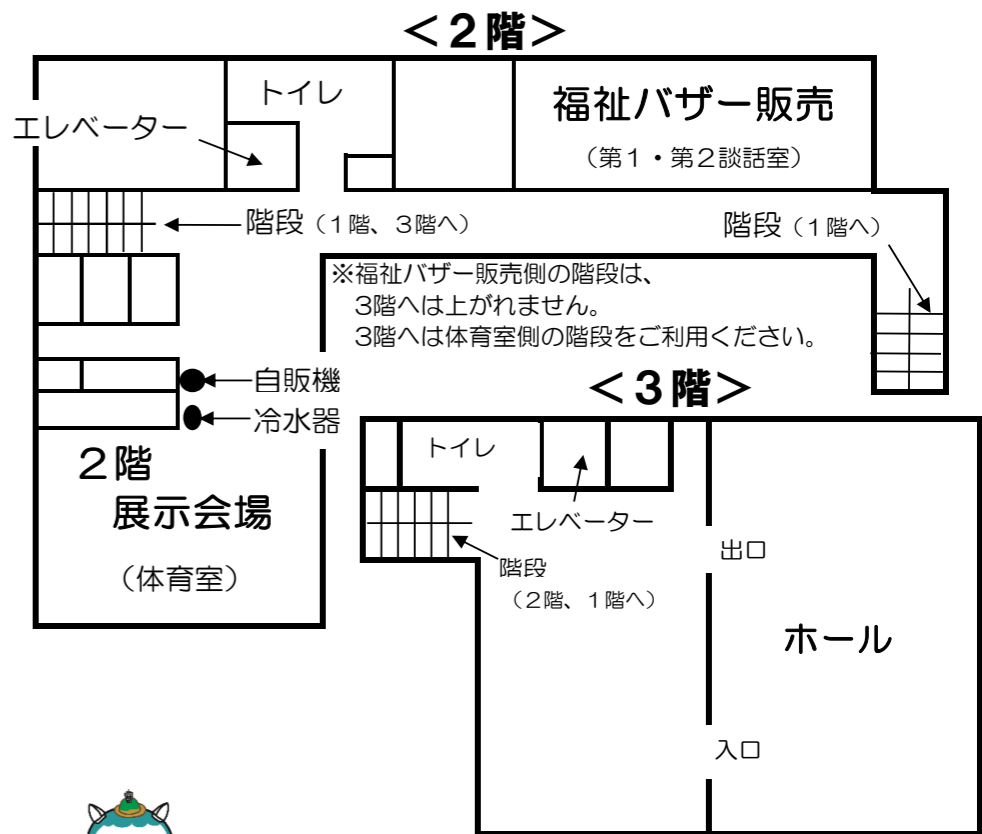 ＜２階＞
トイレ
エレベーター
福祉バザー販売
（第１・第２談話室）
階段（１階、３階へ）
階段（１階へ）
※福祉バザー販売側の階段は、
3階へは上がれません。
3階へは体育室側の階段をご利用ください。
自販機
冷水器
２階
展示会場
（体育室）
＜３階＞
トイレ
エレベーター
階段
（２階、１階へ）
出口
ホール
入口